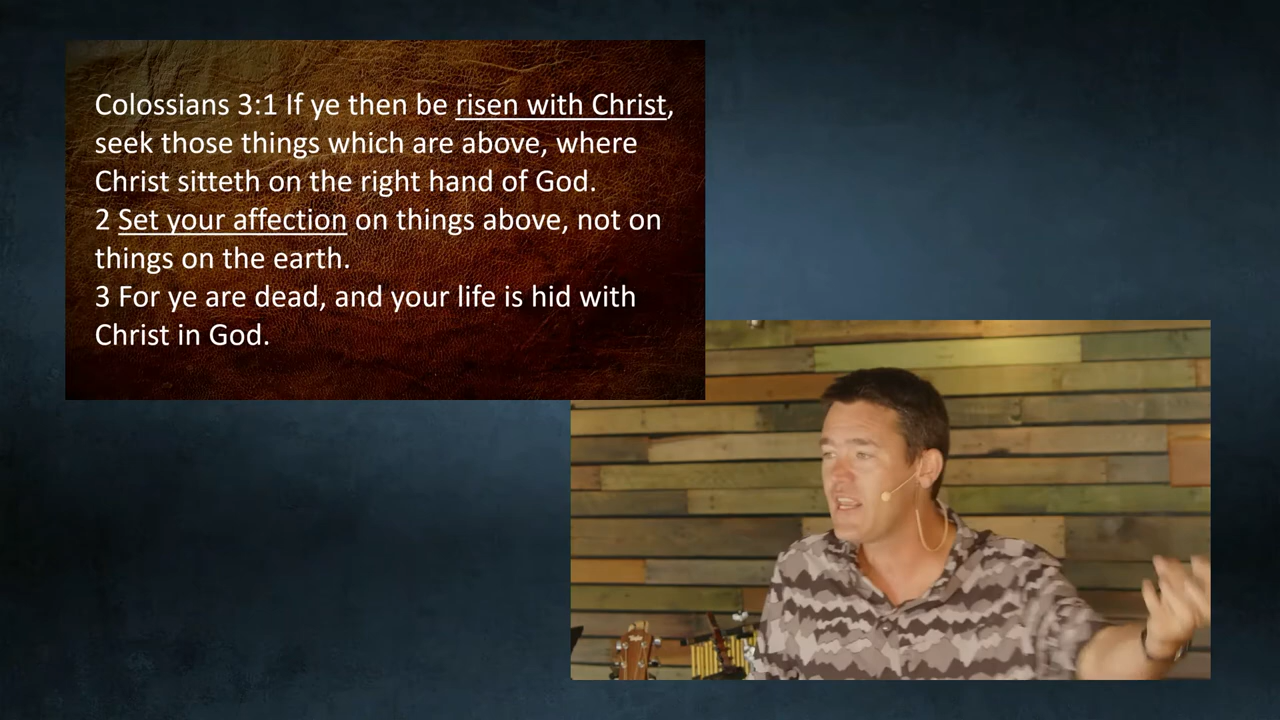 Colossians 3:1 If ye then be risen with Christ,
seek those things which are above, where
Christ sitteth on the right hand of God.
2 Set your affection on things above, not on
things on the earth.
3 For ye are dead, and your life is hid with
Christ in God.